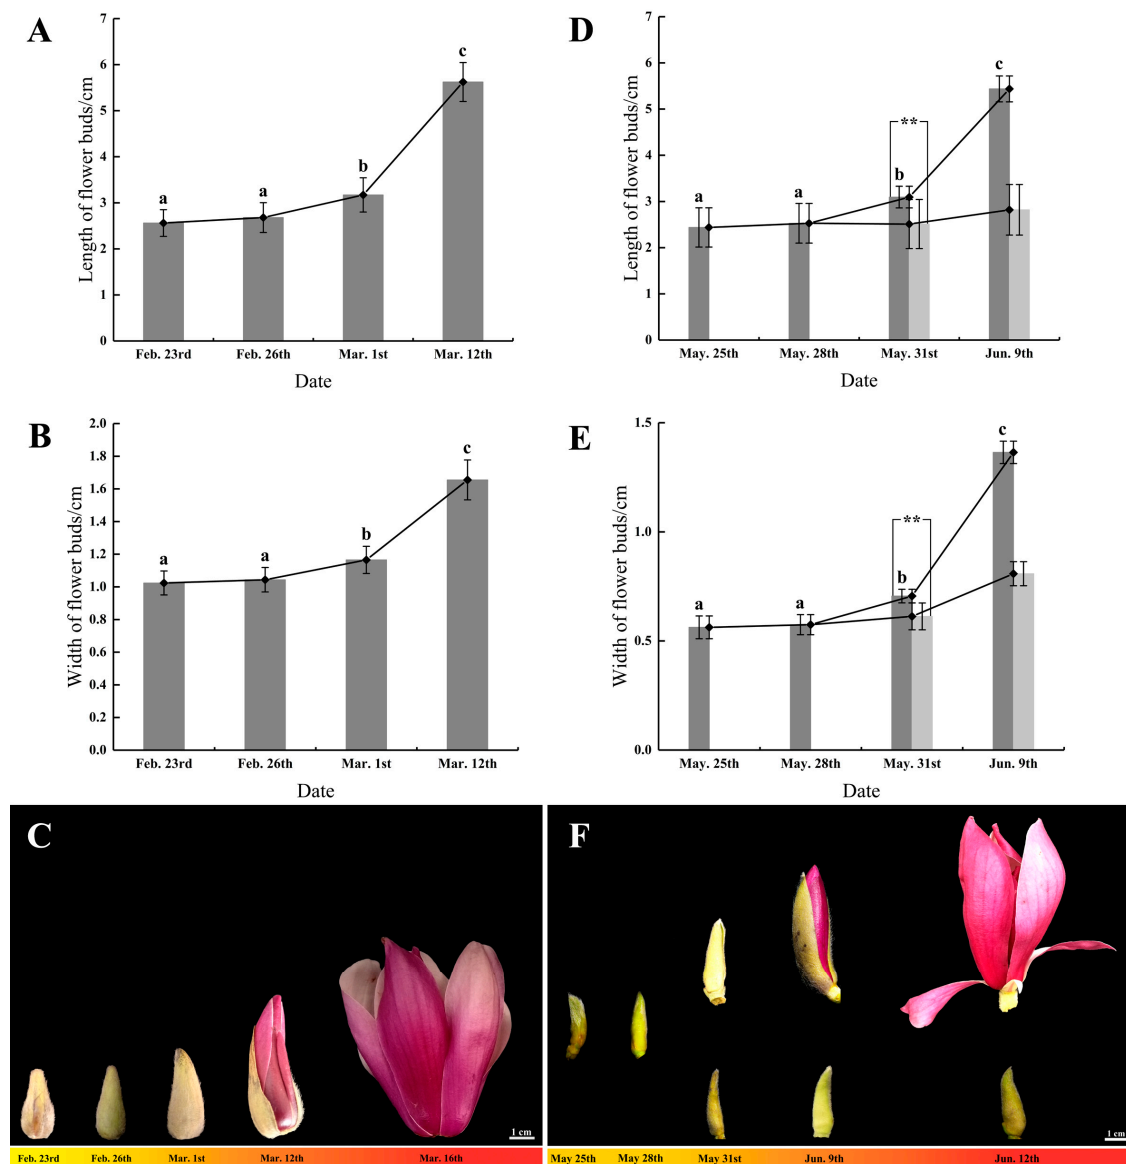 A
Length of flower buds/cm
7
6
5
4
3
2
1
0
a
a
b
c
Feb. 23rd Feb. 26th Mar. 1st Mar. 12th
Date
D
Length of flower buds/cm
7
6
5
4
3
2
1
0
a
a
b
**
c
May. 25th May. 28th May. 31st Jun. 9th
Date
B
Width of flower buds/cm
2.0
1.8
1.6
1.4
1.2
1.0
0.8
0.6
0.4
0.2
0.0
a
a
b
c
Feb. 23rd Feb. 26th Mar. 1st Mar. 12th
Date
E
Width of flower buds/cm
1.5
1.0
0.5
0.0
a
a
b
**
c
May. 25th May. 28th May. 31st Jun. 9th
Date
C
1 cm
Feb. 23rd Feb. 26th Mar. 1st Mar. 12th Mar. 16th
F
1 cm
May 25th May 28th May 31st Jun. 9th Jun. 12th